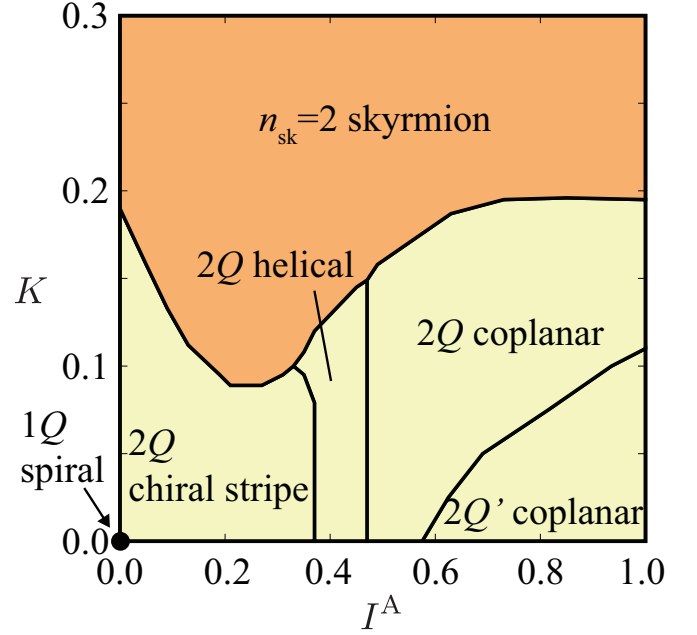 0.3
n_sk=2 skyrmion
0.2
2Q helical
K
2Q coplanar
0.1
1Q
spiral
2Q
chiral stripe
2Q' coplanar
0.0
0.0 0.2 0.4 0.6 0.8 1.0
I^A